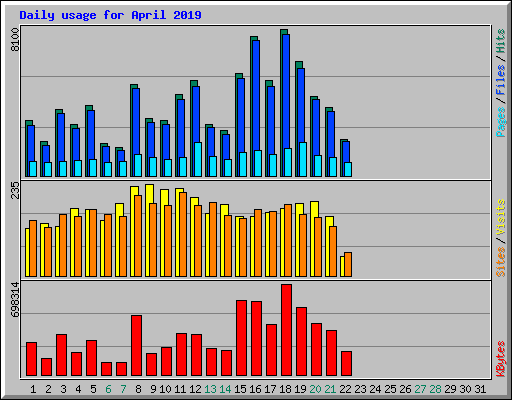 Daily usage for April 2019
8100
Pages / Files / Hits
235
Sites / Visits
698314
KBytes
1 2 3 4 5 6 7 8 9 10 11 12 13 14 15 16 17 18 19 20 21 22 23 24 25 26 27 28 29 30 31